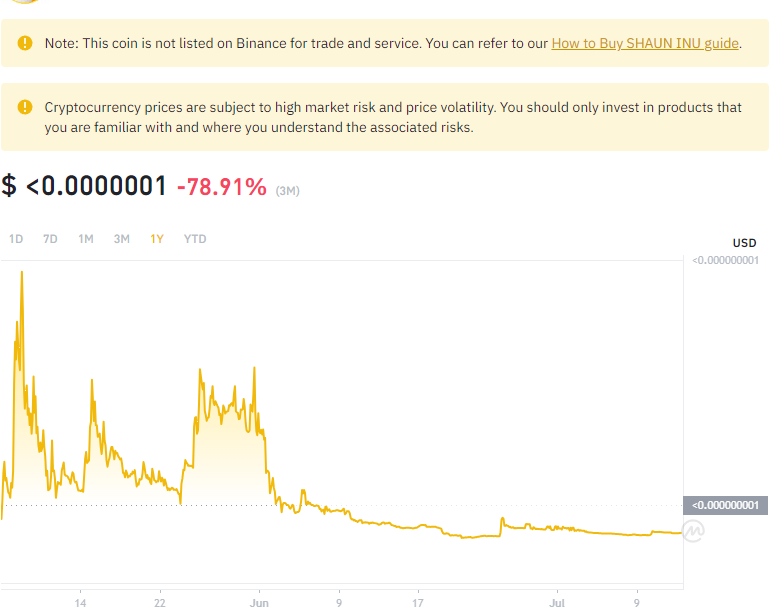 Note: This coin is not listed on Binance for trade and service. You can refer to our How to Buy SHAUN INU guide.
Cryptocurrency prices are subject to high market risk and price volatility. You should only invest in products that
you are familiar with and where you understand the associated risks.
$ <0.0000001 -78.91% (3M)
1D 7D 1M 3M 1Y YTD
USD
<0.000000001
<0.000000001
14 22 Jun 9 17 Jul 9